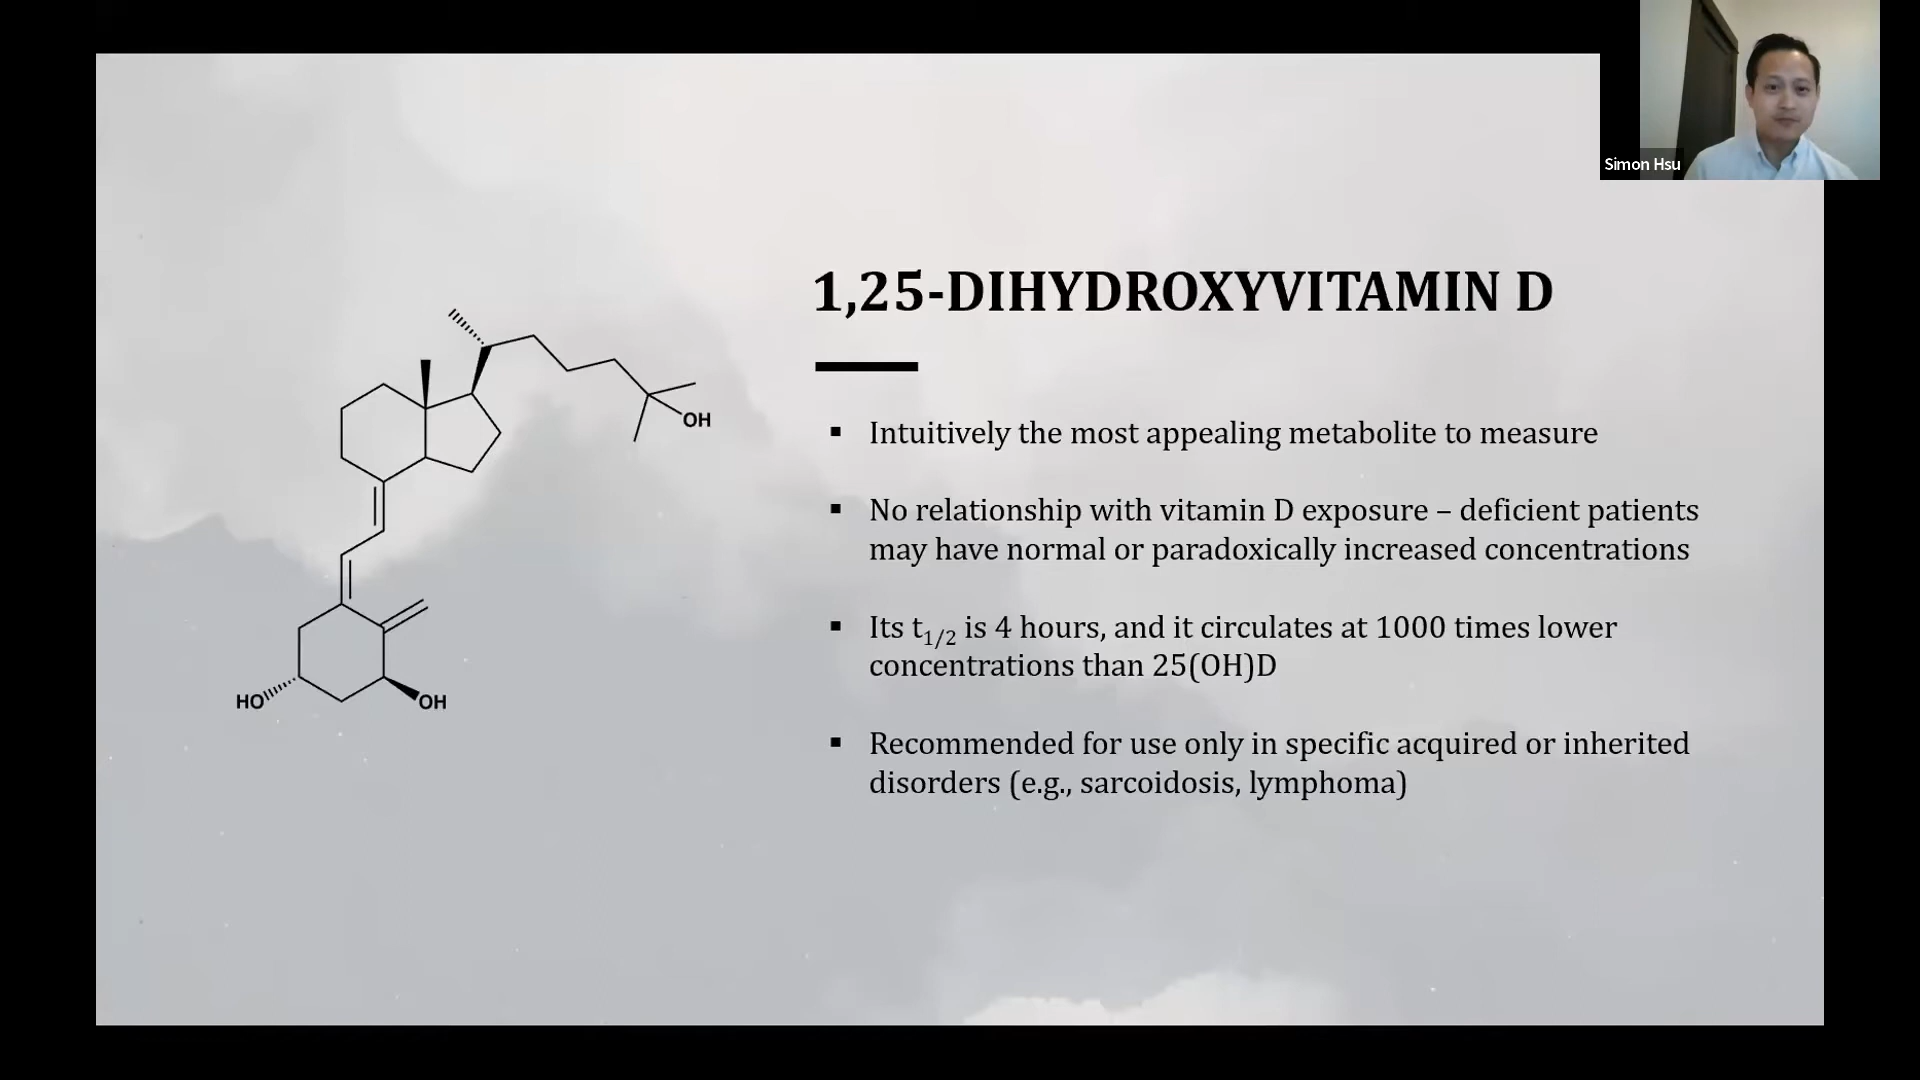 Simon Hsu
1,25-DIHYDROXYVITAMIN D
▪ Intuitively the most appealing metabolite to measure
▪ No relationship with vitamin D exposure – deficient patients
may have normal or paradoxically increased concentrations
▪ Its t1/2 is 4 hours, and it circulates at 1000 times lower
concentrations than 25(OH)D
▪ Recommended for use only in specific acquired or inherited
disorders (e.g., sarcoidosis, lymphoma)
OH
HO
OH